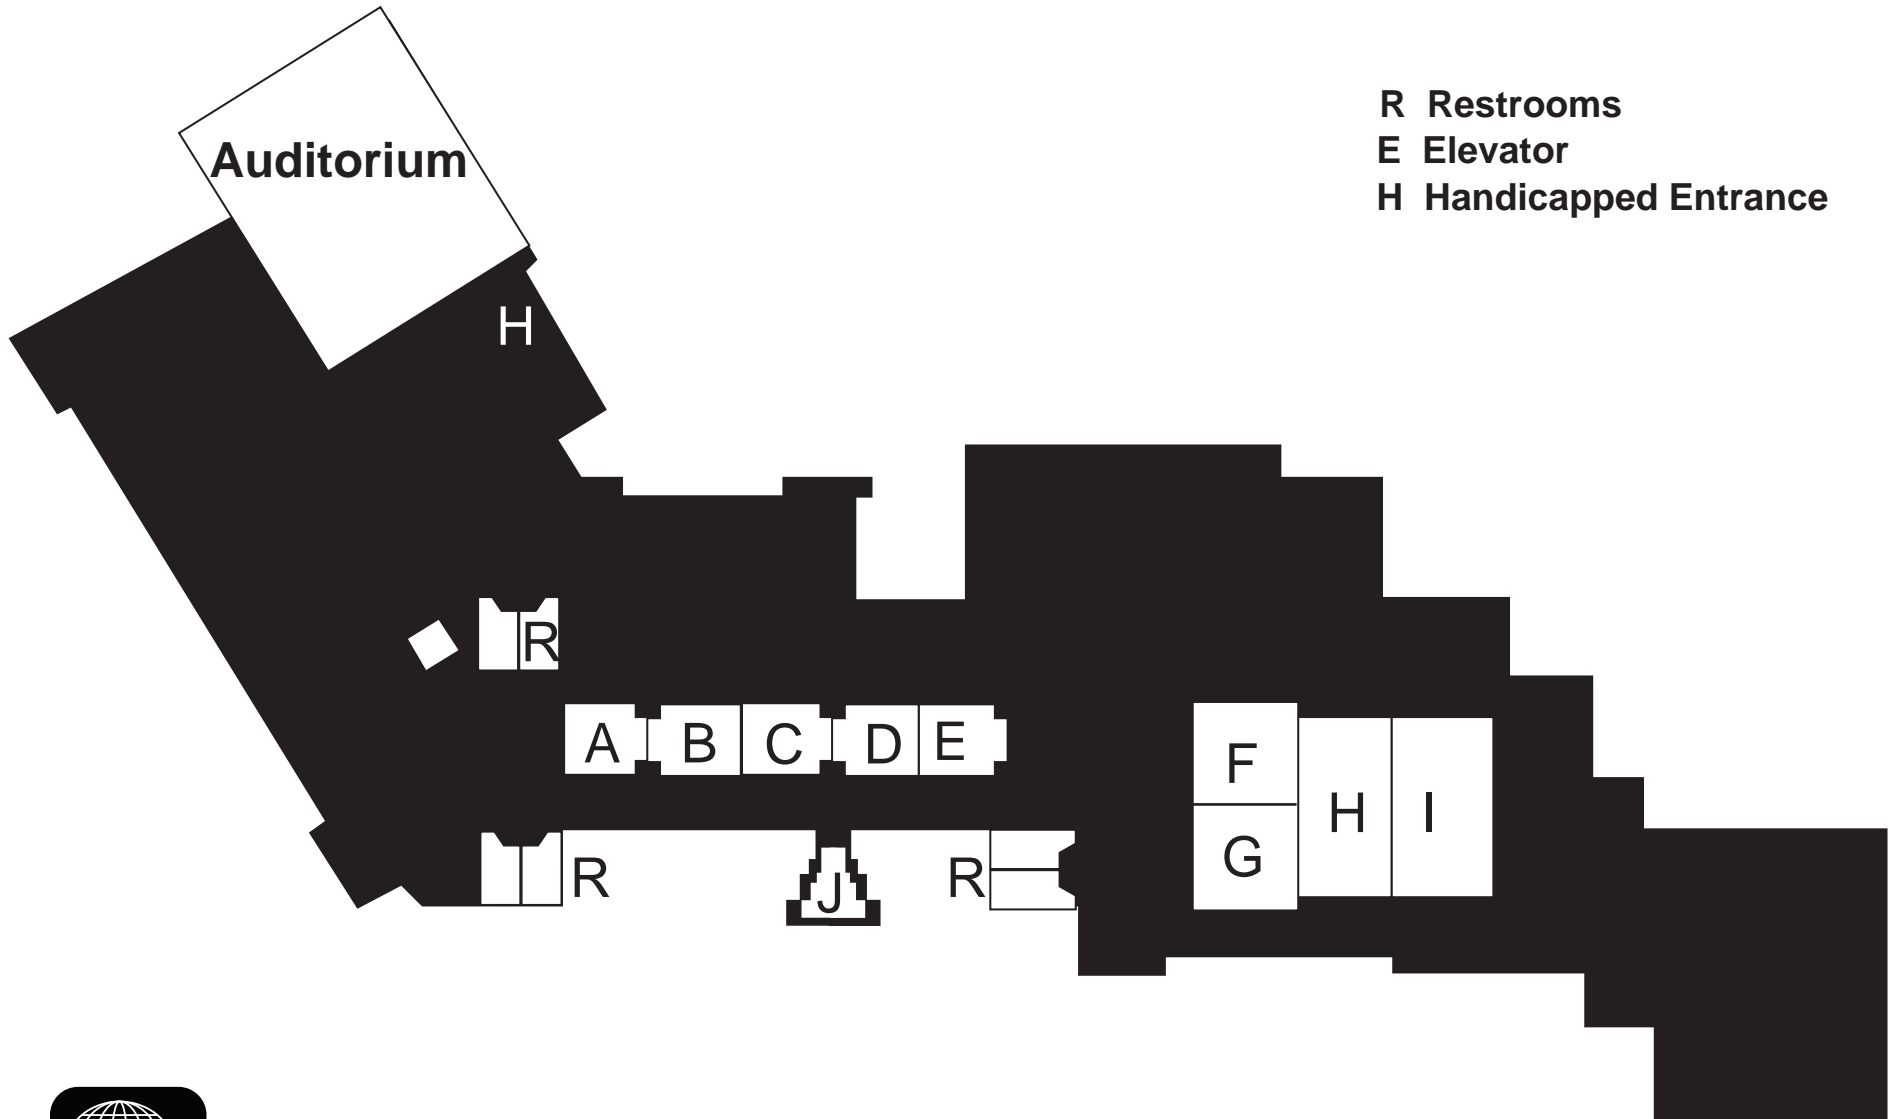 R Restrooms
Auditorium
E Elevator
H Handicapped Entrance
H
R
A B C D E
F
H I
G
R
R
J